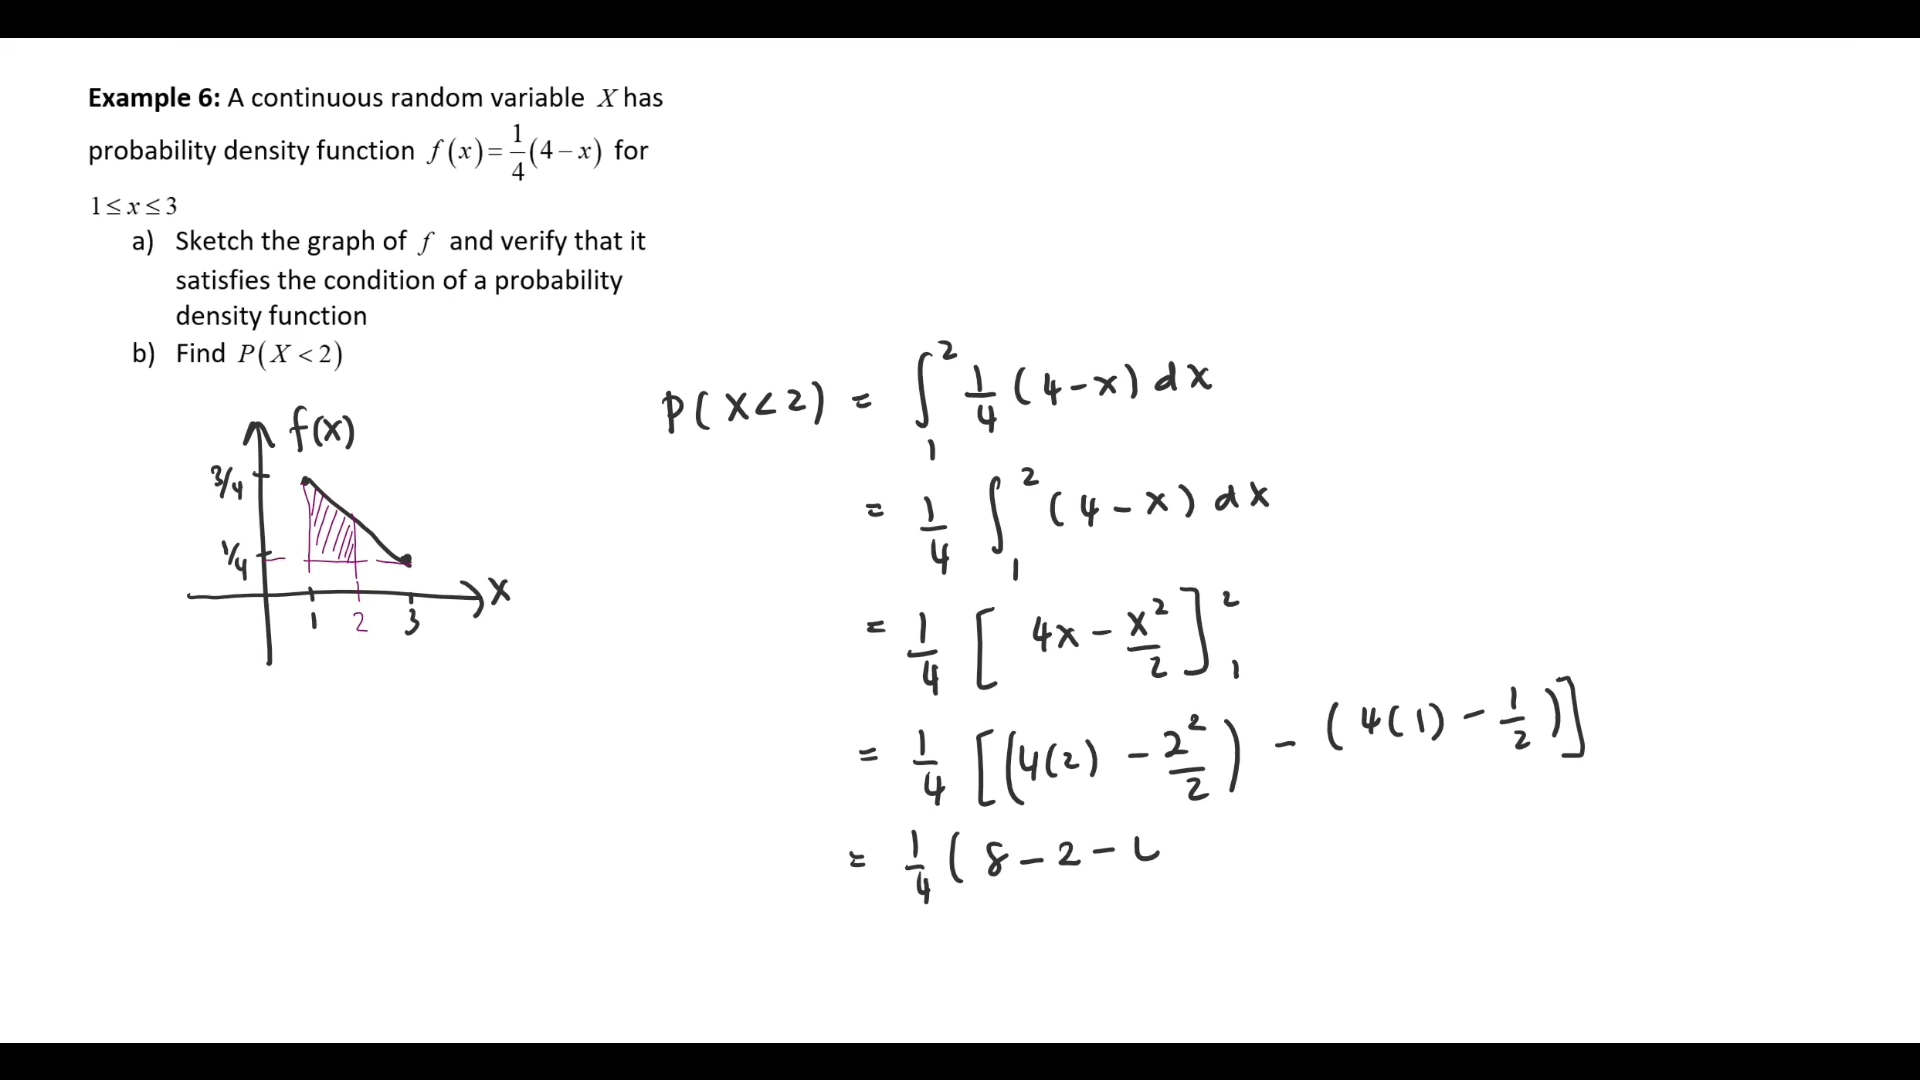 Example 6: A continuous random variable X has
probability density function f(x)=1/4(4−x) for
1≤x≤3
a) Sketch the graph of f and verify that it
satisfies the condition of a probability
density function
b) Find P(X<2)
f(x)
3/4
1/4
x
1 2 3
P(X<2) = ∫₁² 1/4 (4-x) dx
= 1/4 ∫₁² (4-x) dx
= 1/4 [4x - x²/2]₁²
= 1/4 [(4(2) - 2²/2) - (4(1) - 1/2)]
= 1/4 (8-2-